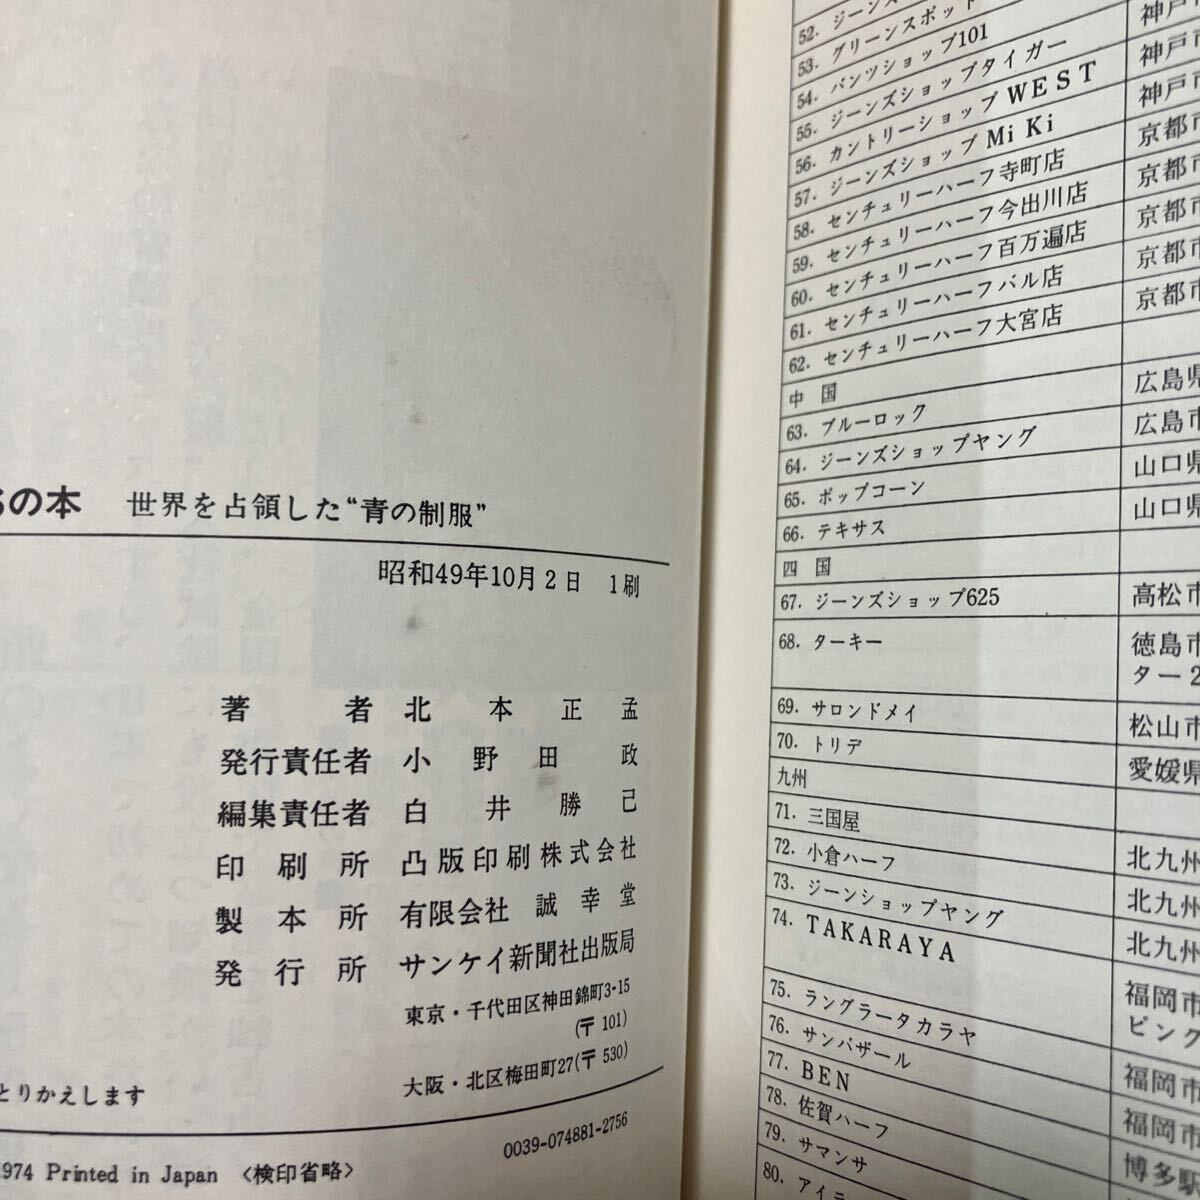 の本 世界を占領した“青の制服”
昭和49年10月2日 1刷
著者 北本正孟
発行責任者 小野田政
編集責任者 白井勝己
印刷所 凸版印刷株式会社
製本所 有限会社 誠幸堂
発行所 サンケイ新聞社出版局
東京・千代田区神田錦町3-15
(〒101)
大阪・北区梅田町27(〒530)
とりかえします
0039-074881-2756
1974 Printed in Japan 〈検印省略〉
52. ジーンズ
53. グリーンスポット 神戸市
54. パンツショップ101 神戸市
55. ジーンズショップタイガー 神戸市
56. カントリーショップWEST 神戸市
57. ジーンズショップMiKi 京都市
58. センチュリーハーフ寺町店 京都市
59. センチュリーハーフ今出川店 京都市
60. センチュリーハーフ百万遍店 京都市
61. センチュリーハーフバル店 京都市
62. センチュリーハーフ大宮店
中国
63. ブルーロック 広島県
64. ジーンズショップヤング 広島市
65. ポップコーン 山口県
66. テキサス 山口県
四国
67. ジーンズショップ625 高松市
68. ターキー 徳島市
ター2
69. サロンドメイ 松山市
70. トリデ 愛媛県
九州
71. 三国屋 北九州
72. 小倉ハーフ 北九州
73. ジーンショップヤング 北九州
74. TAKARAYA 福岡市
ピング
75. ラングラータカラヤ 福岡市
76. サンバザール 福岡市
77. BEN 博多駅
78. 佐賀ハーフ
79. サマンサ
80. アイラ